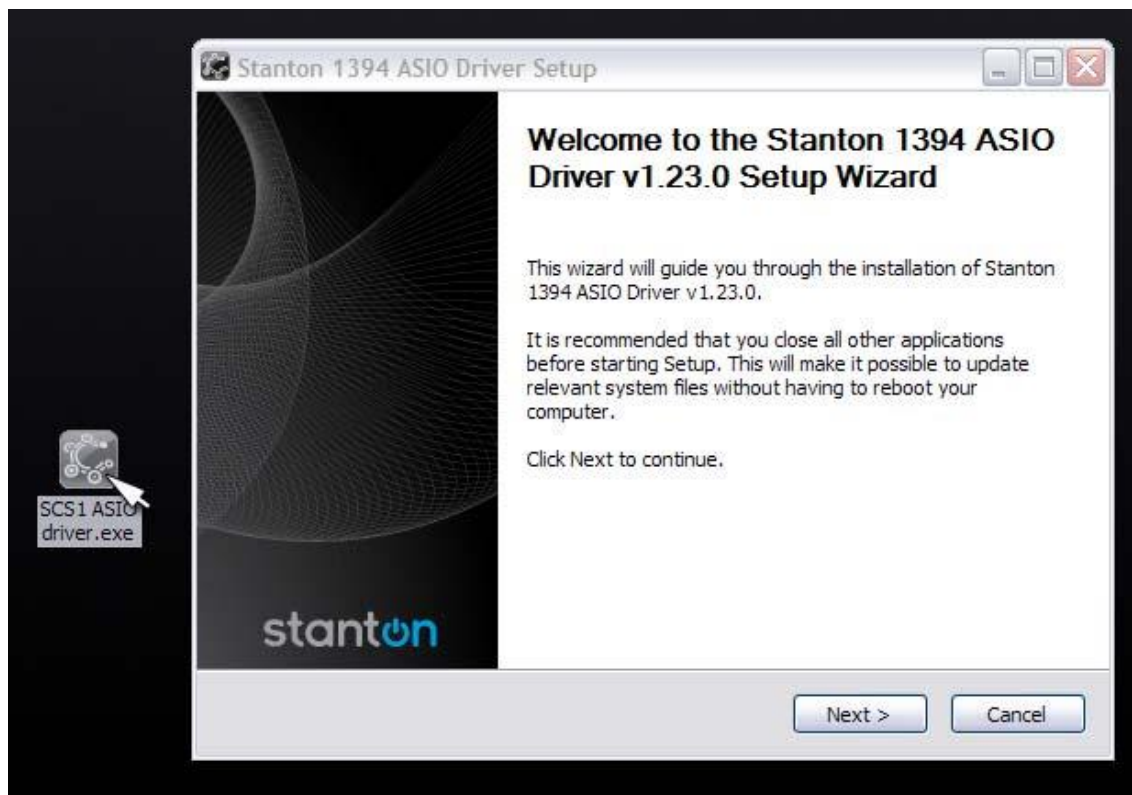 Stanton 1394 ASIO Driver Setup
Welcome to the Stanton 1394 ASIO
Driver v1.23.0 Setup Wizard
This wizard will guide you through the installation of Stanton
1394 ASIO Driver v1.23.0.
It is recommended that you close all other applications
before starting Setup. This will make it possible to update
relevant system files without having to reboot your
computer.
Click Next to continue.
SCS1 ASIO
driver.exe
stanton
Next >
Cancel